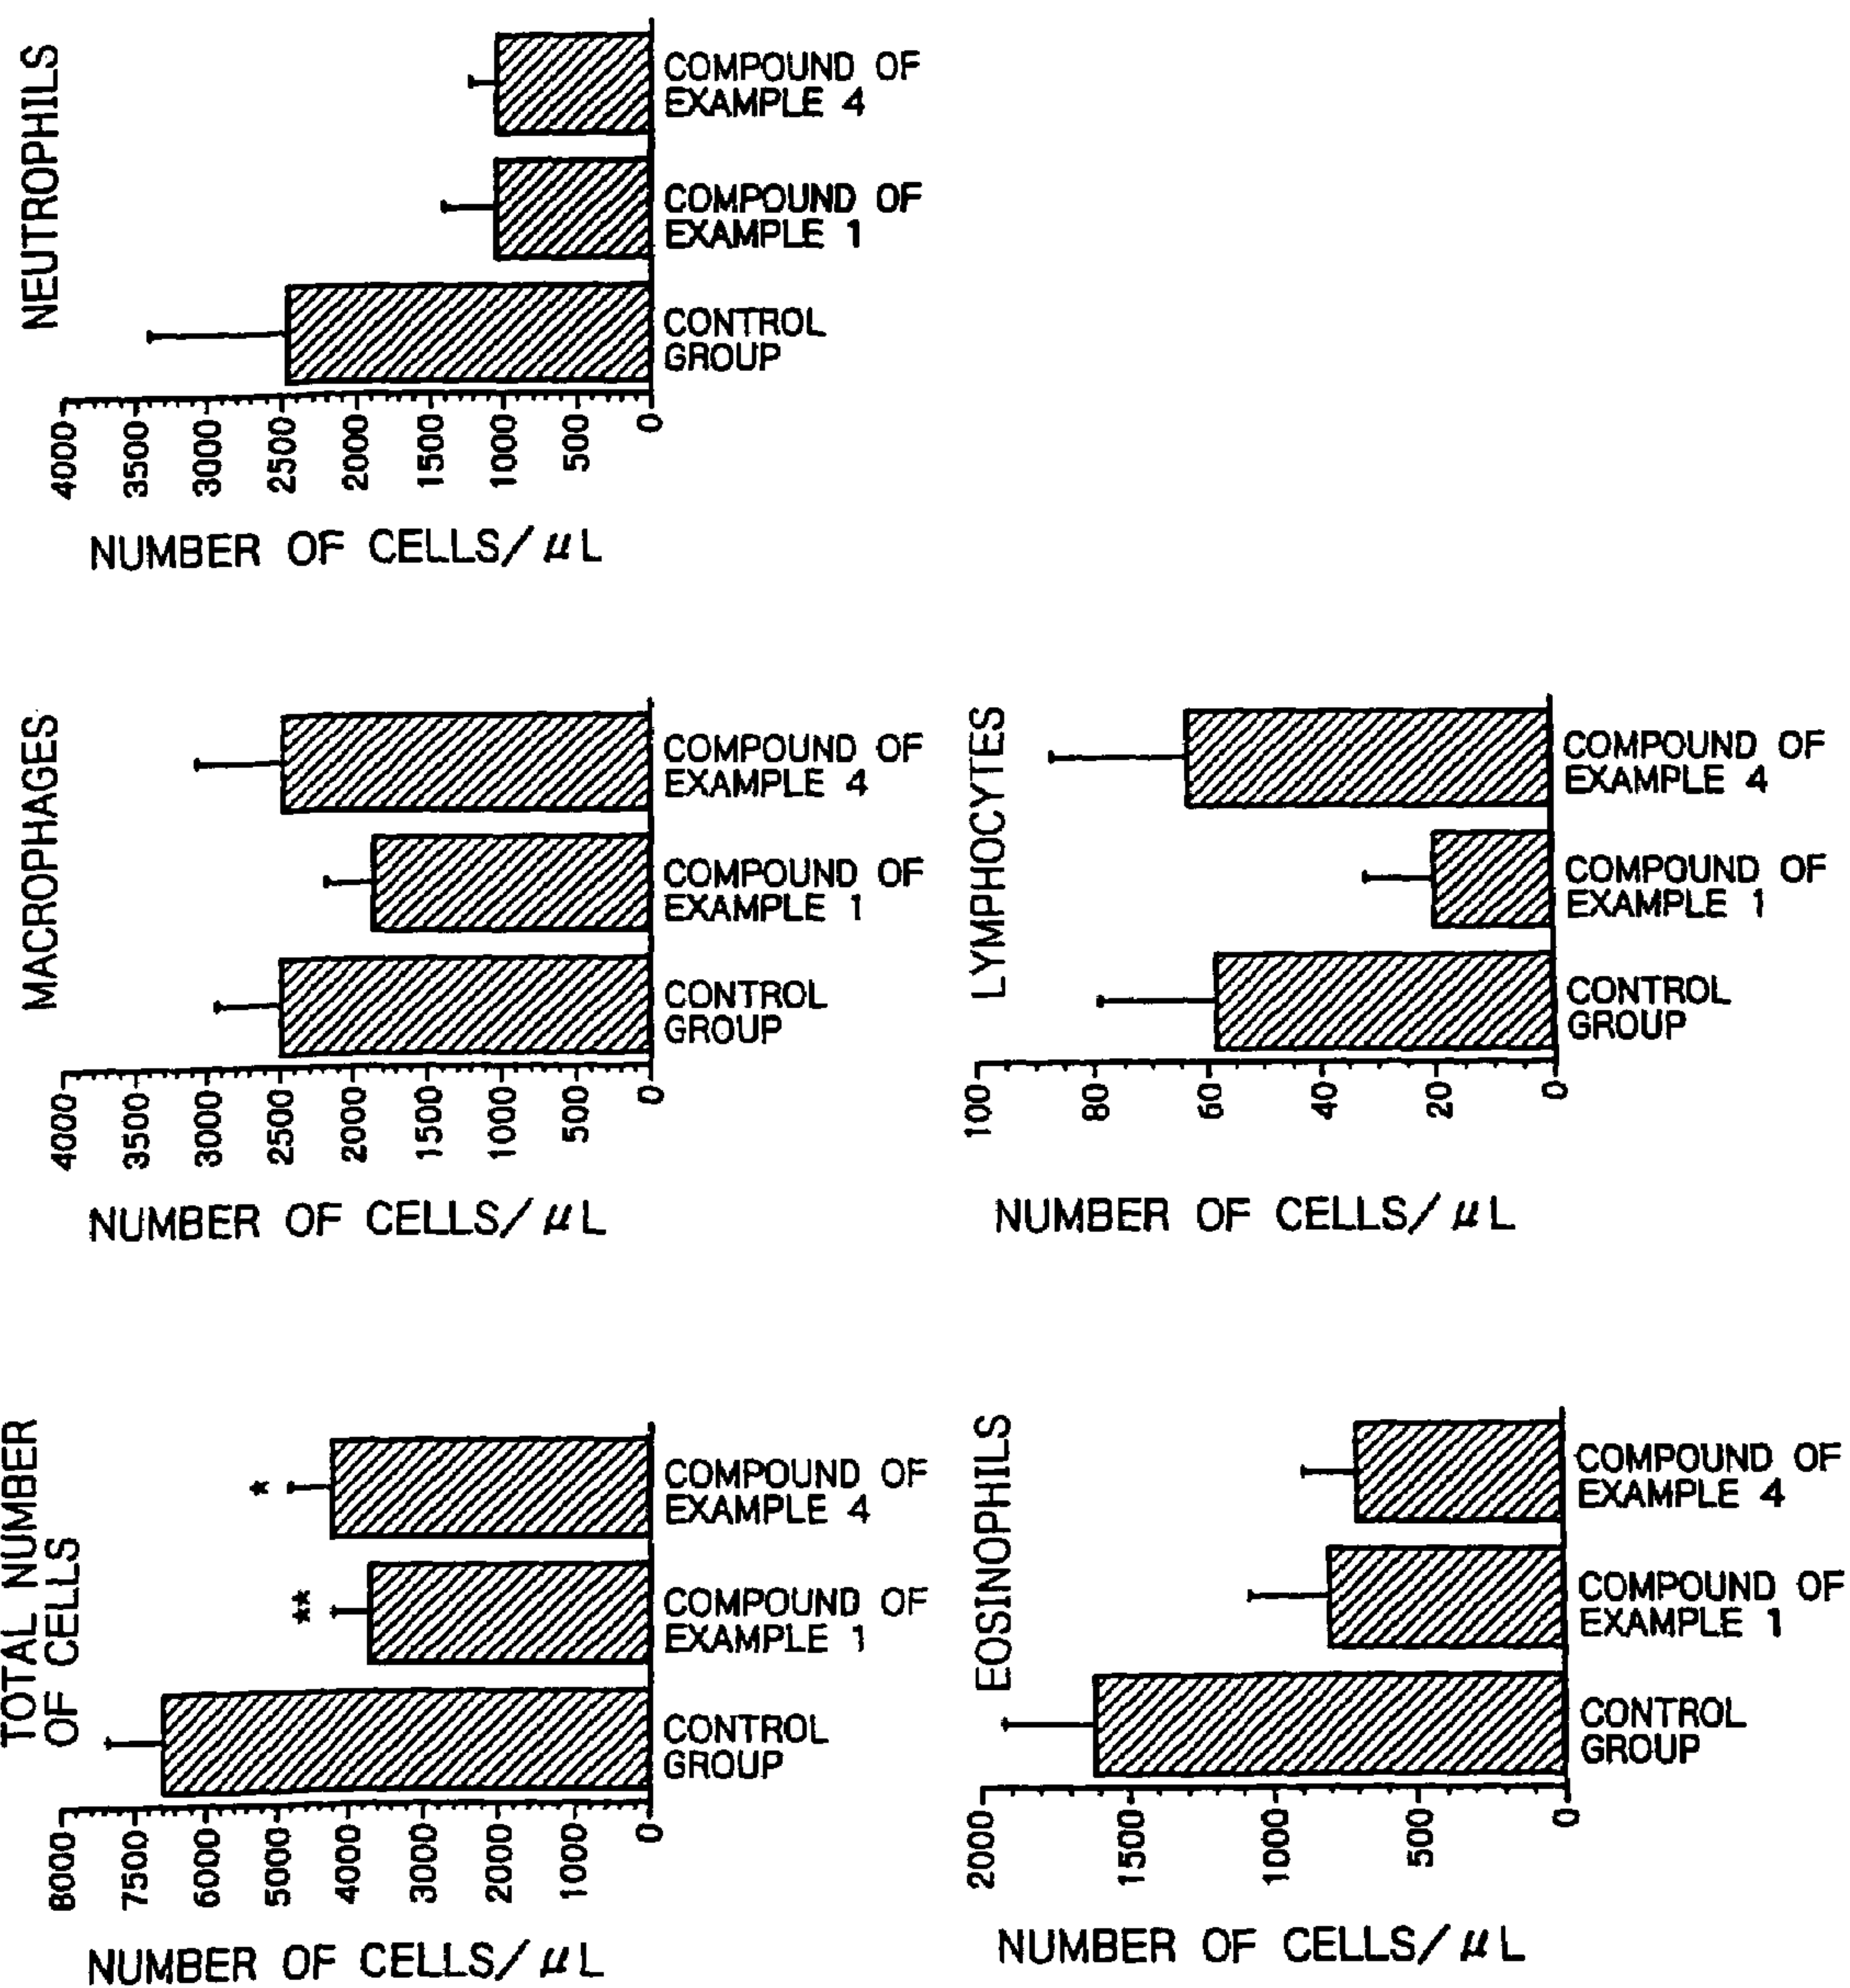 TOTAL NUMBER
OF CELLS
NUMBER OF CELLS/μL
8000
7000
6000
5000
4000
3000
2000
1000
0
**
*
CONTROL
GROUP
COMPOUND OF
EXAMPLE 1
COMPOUND OF
EXAMPLE 4
MACROPHAGES
NUMBER OF CELLS/μL
4000
3500
3000
2500
2000
1500
1000
500
0
CONTROL
GROUP
COMPOUND OF
EXAMPLE 1
COMPOUND OF
EXAMPLE 4
NEUTROPHILS
NUMBER OF CELLS/μL
4000
3500
3000
2500
2000
1500
1000
500
0
CONTROL
GROUP
COMPOUND OF
EXAMPLE 1
COMPOUND OF
EXAMPLE 4
EOSINOPHILS
NUMBER OF CELLS/μL
2000
1500
1000
500
0
CONTROL
GROUP
COMPOUND OF
EXAMPLE 1
COMPOUND OF
EXAMPLE 4
LYMPHOCYTES
NUMBER OF CELLS/μL
100
80
60
40
20
0
CONTROL
GROUP
COMPOUND OF
EXAMPLE 1
COMPOUND OF
EXAMPLE 4